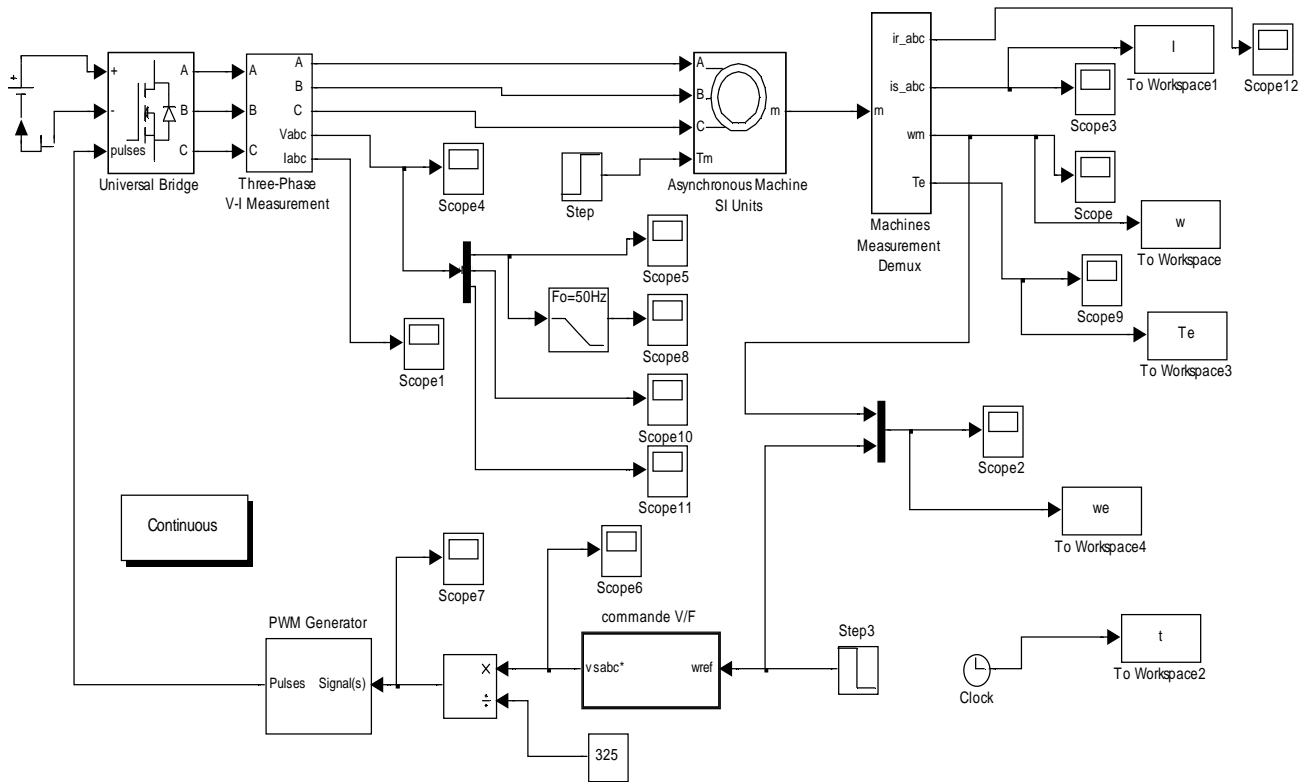 +
+
-
pulses
A
B
C
Universal Bridge
A
B
C
A
B
C
Vabc
Iabc
Three-Phase
V-I Measurement
Scope4
Step
A
B
C
Tm
m
Asynchronous Machine
SI Units
m
ir_abc
is_abc
wm
Te
Machines
Measurement
Demux
I
To Workspace1
Scope12
Scope3
Scope
w
To Workspace
Scope9
Te
To Workspace3
Scope5
Fo=50Hz
Scope8
Scope1
Scope10
Scope11
Scope2
we
To Workspace4
Continuous
Scope7
Scope6
PWM Generator
Pulses
Signal(s)
×
÷
commande V/F
vsabc*
wref
Step3
325
Clock
t
To Workspace2